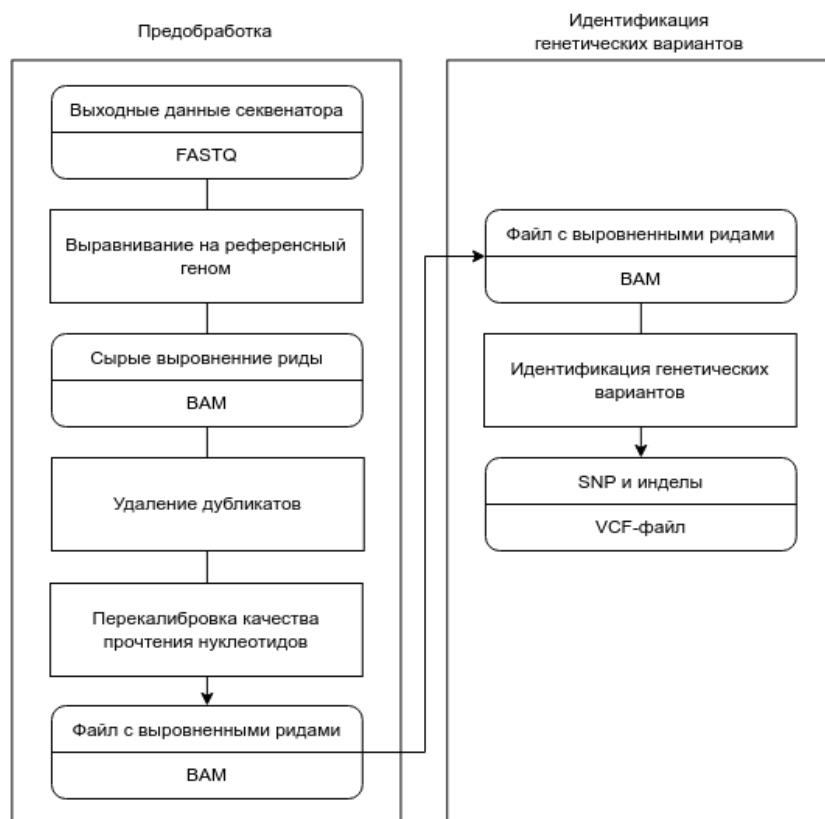 Предобработка
Выходные данные секвенатора
FASTQ
Выравнивание на референсный
геном
Сырые выровненние риды
BAM
Удаление дубликатов
Перекалибровка качества
прочтения нуклеотидов
Файл с выровненными ридами
BAM
Идентификация
генетических вариантов
Файл с выровненными ридами
BAM
Идентификация генетических
вариантов
SNP и инделы
VCF-файл